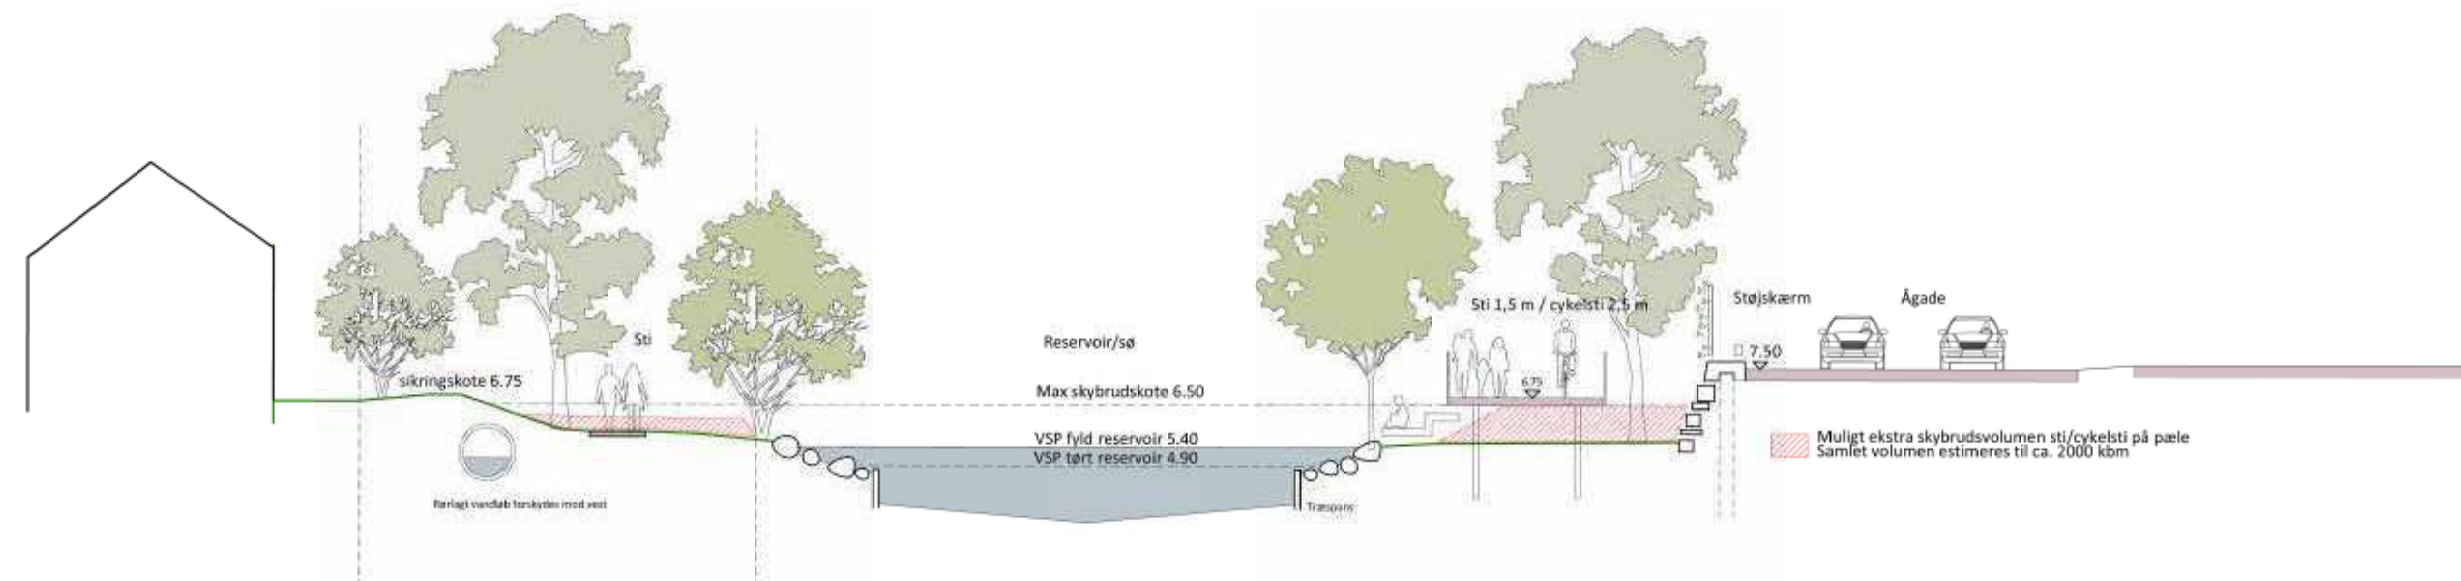 Sti 1,5 m / cykelsti 2,5 m
Støjskærm
Ågade
Sti
Reservoir/sø
7.50
sikringskote 6.75
6.75
Max skybrudskote 6.50
VSP fyld reservoir 5.40
VSP tørt reservoir 4.90
Muligt ekstra skybrudsvolumen sti/cykelsti på pæle
Samlet volumen estimeres til ca. 2000 kbm
Rørlagt vandløb forskydes mod vest
Træspuns